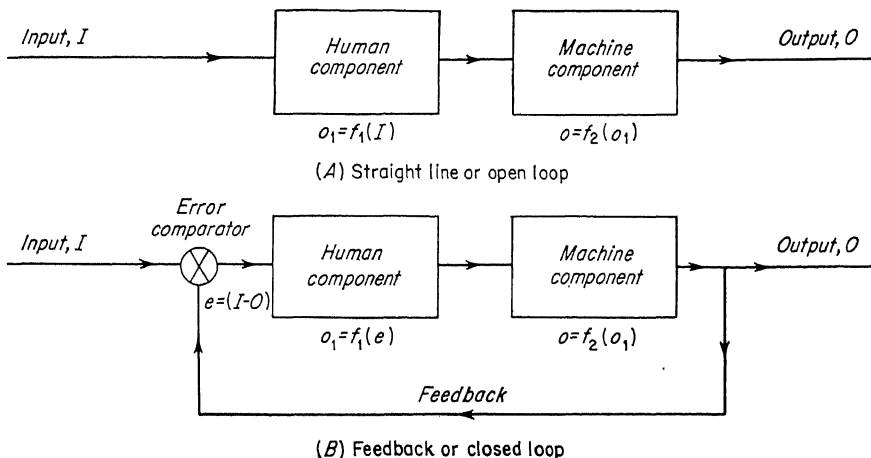 Input, I
Human
component
Machine
component
Output, O
o₁=f₁(I)
o=f₂(o₁)
(A) Straight line or open loop
Error
comparator
Input, I
Human
component
Machine
component
Output, O
e=(I-O)
o₁=f₁(e)
o=f₂(o₁)
Feedback
(B) Feedback or closed loop